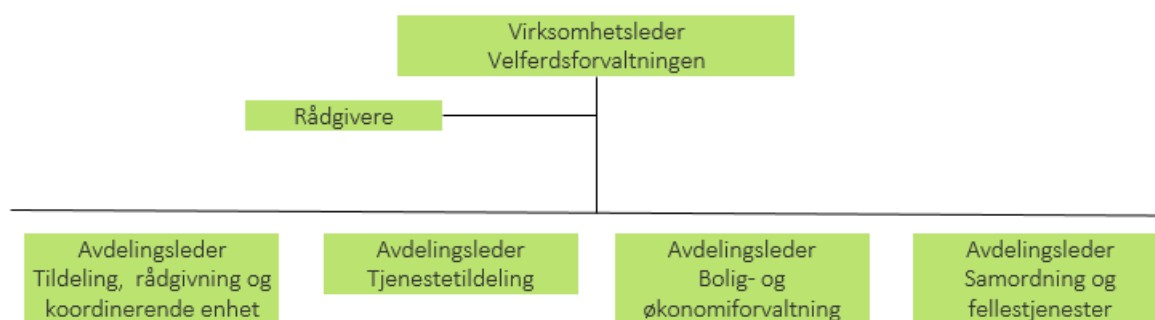 Virksomhetsleder
Velferdsforvaltningen
Rådgivere
Avdelingsleder
Tildeling, rådgivning og
koordinerende enhet
Avdelingsleder
Tjenestetildeling
Avdelingsleder
Bolig- og
økonomiforvaltning
Avdelingsleder
Samordning og
fellestjenester